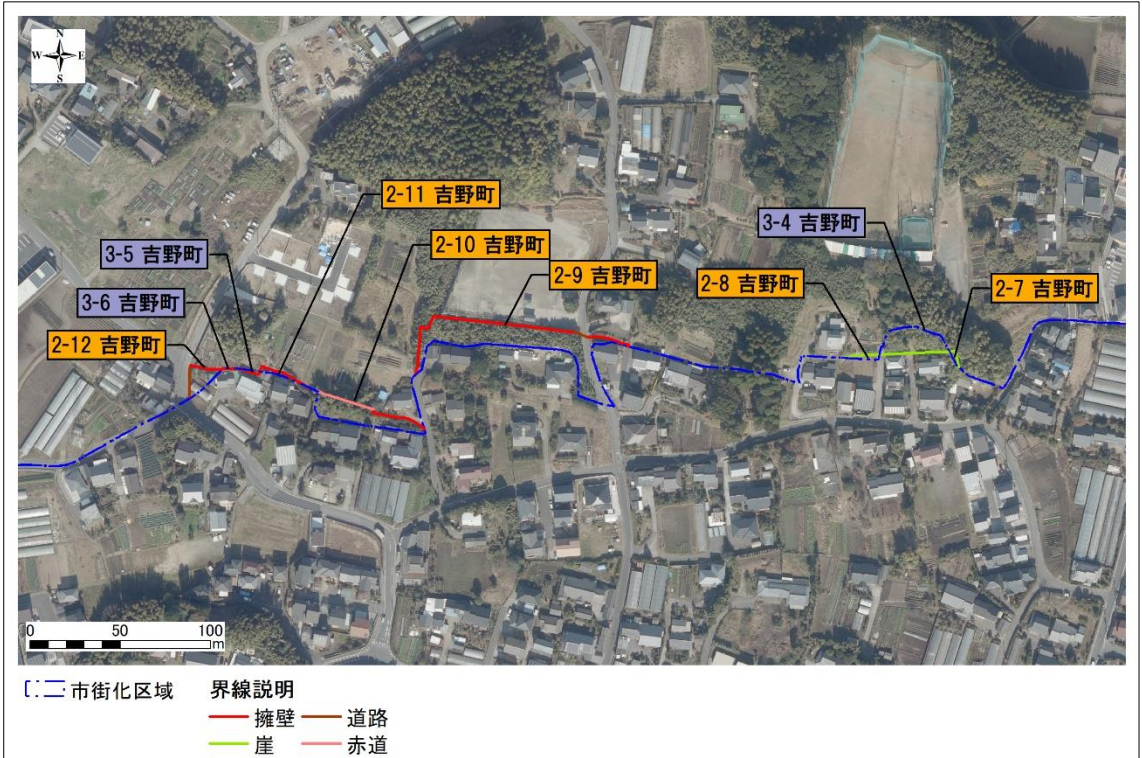 N
W E
S
2-11 吉野町
3-4 吉野町
3-5 吉野町
2-10 吉野町
2-9 吉野町
2-8 吉野町
2-7 吉野町
3-6 吉野町
2-12 吉野町
0 50 100
m
市街化区域 界線説明
擁壁 道路
崖 赤道